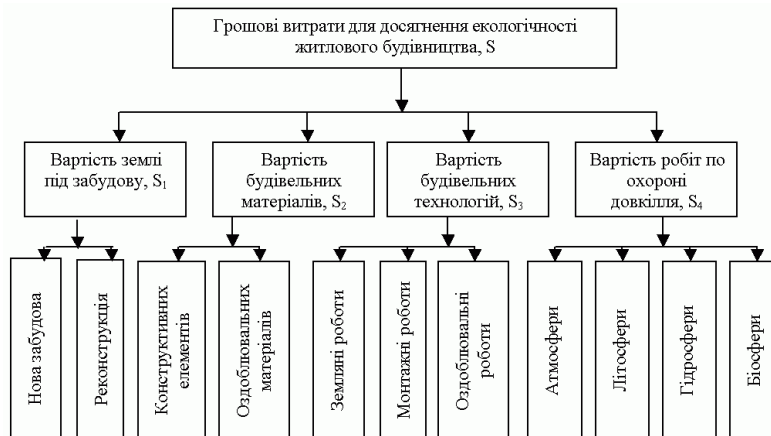 Грошові витрати для досягнення екологічності
житлового будівництва, S
Вартість землі
під забудову, S₁
Вартість
будівельних
матеріалів, S₂
Вартість
будівельних
технологій, S₃
Вартість робіт по
охороні
довкілля, S₄
Нова забудова
Реконструкція
Конструктивних
елементів
Оздоблювальних
матеріалів
Земляні роботи
Монтажні роботи
Оздоблювальні
роботи
Атмосфери
Літосфери
Гідросфери
Біосфери